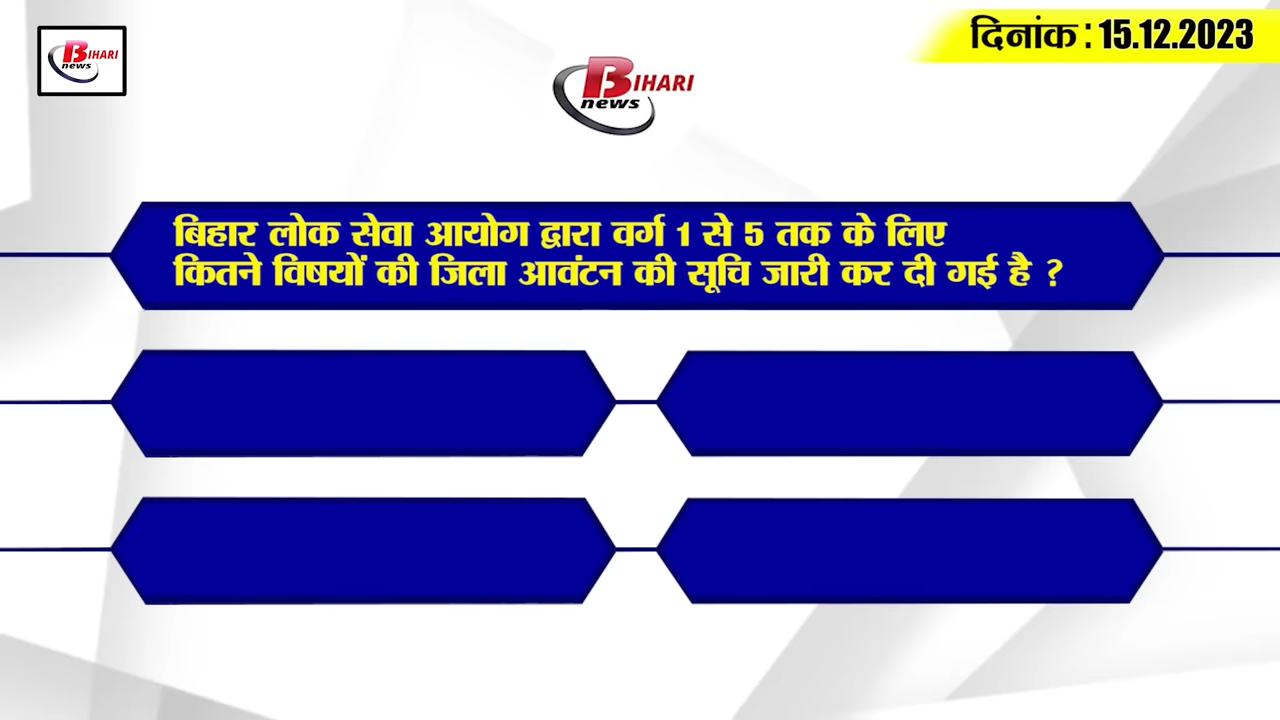 BIHARI
news
दिनांक : 15.12.2023
BIHARI
news
बिहार लोक सेवा आयोग द्वारा वर्ग 1 से 5 तक के लिए
कितने विषयों की जिला आवंटन की सूचि जारी कर दी गई है ?